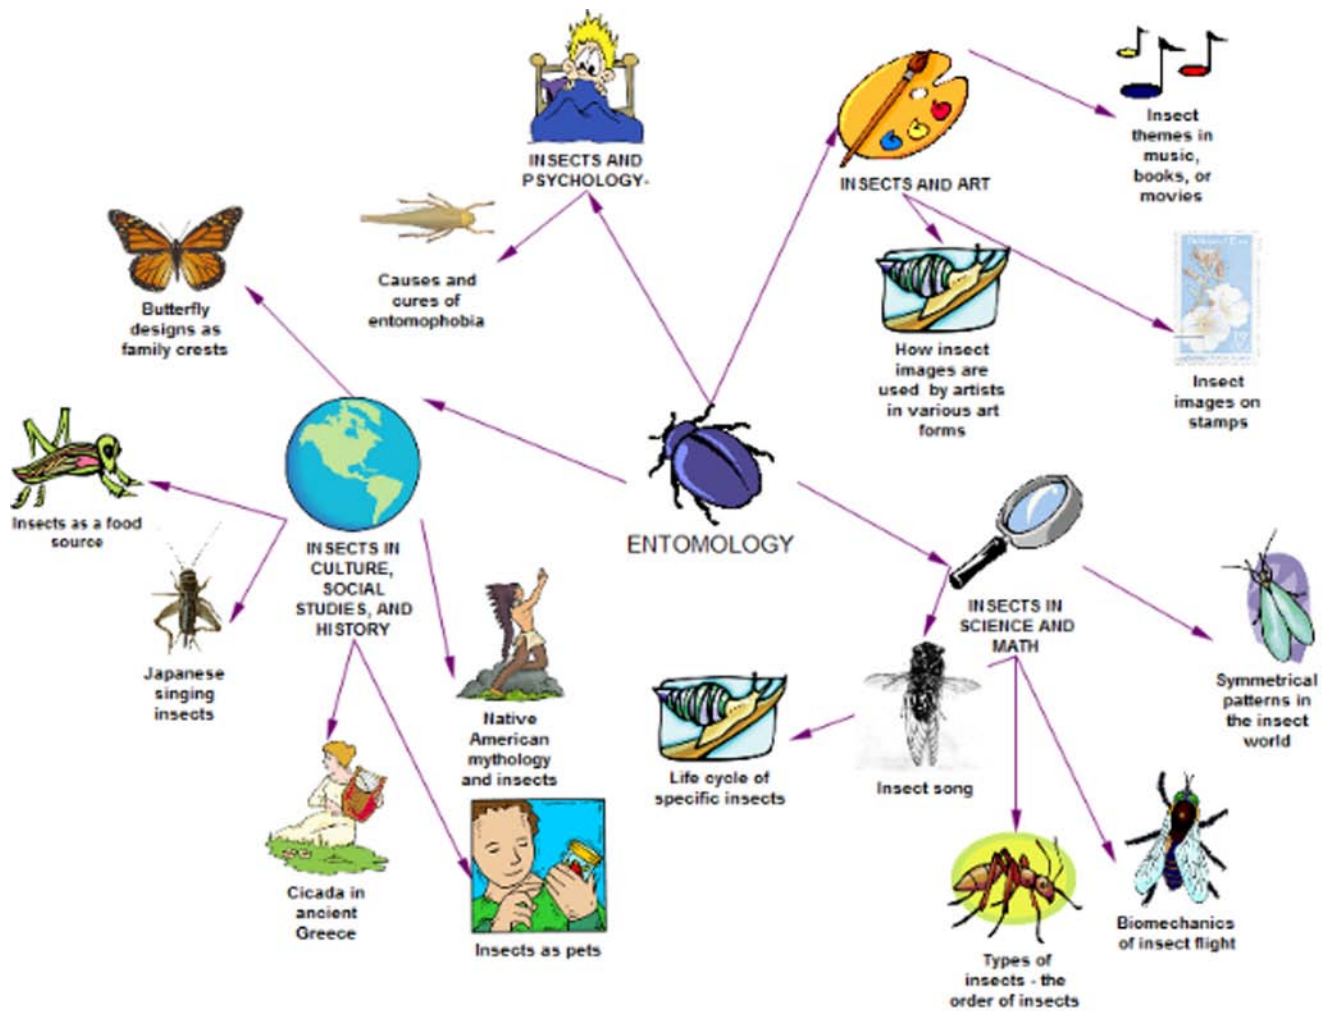 INSECTS AND
PSYCHOLOGY-
INSECTS AND ART
Insect
themes in
music,
books, or
movies
Butterfly
designs as
family crests
Causes and
cures of
entomophobia
How insect
images are
used by artists
in various art
forms
Insect
images on
stamps
Insects as a food
source
INSECTS IN
CULTURE,
SOCIAL
STUDIES, AND
HISTORY
ENTOMOLOGY
INSECTS IN
SCIENCE AND
MATH
Japanese
singing
insects
Native
American
mythology
and insects
Life cycle of
specific insects
Insect song
Symmetrical
patterns in
the insect
world
Cicada in
ancient
Greece
Insects as pets
Types of
insects - the
order of insects
Biomechanics
of insect flight